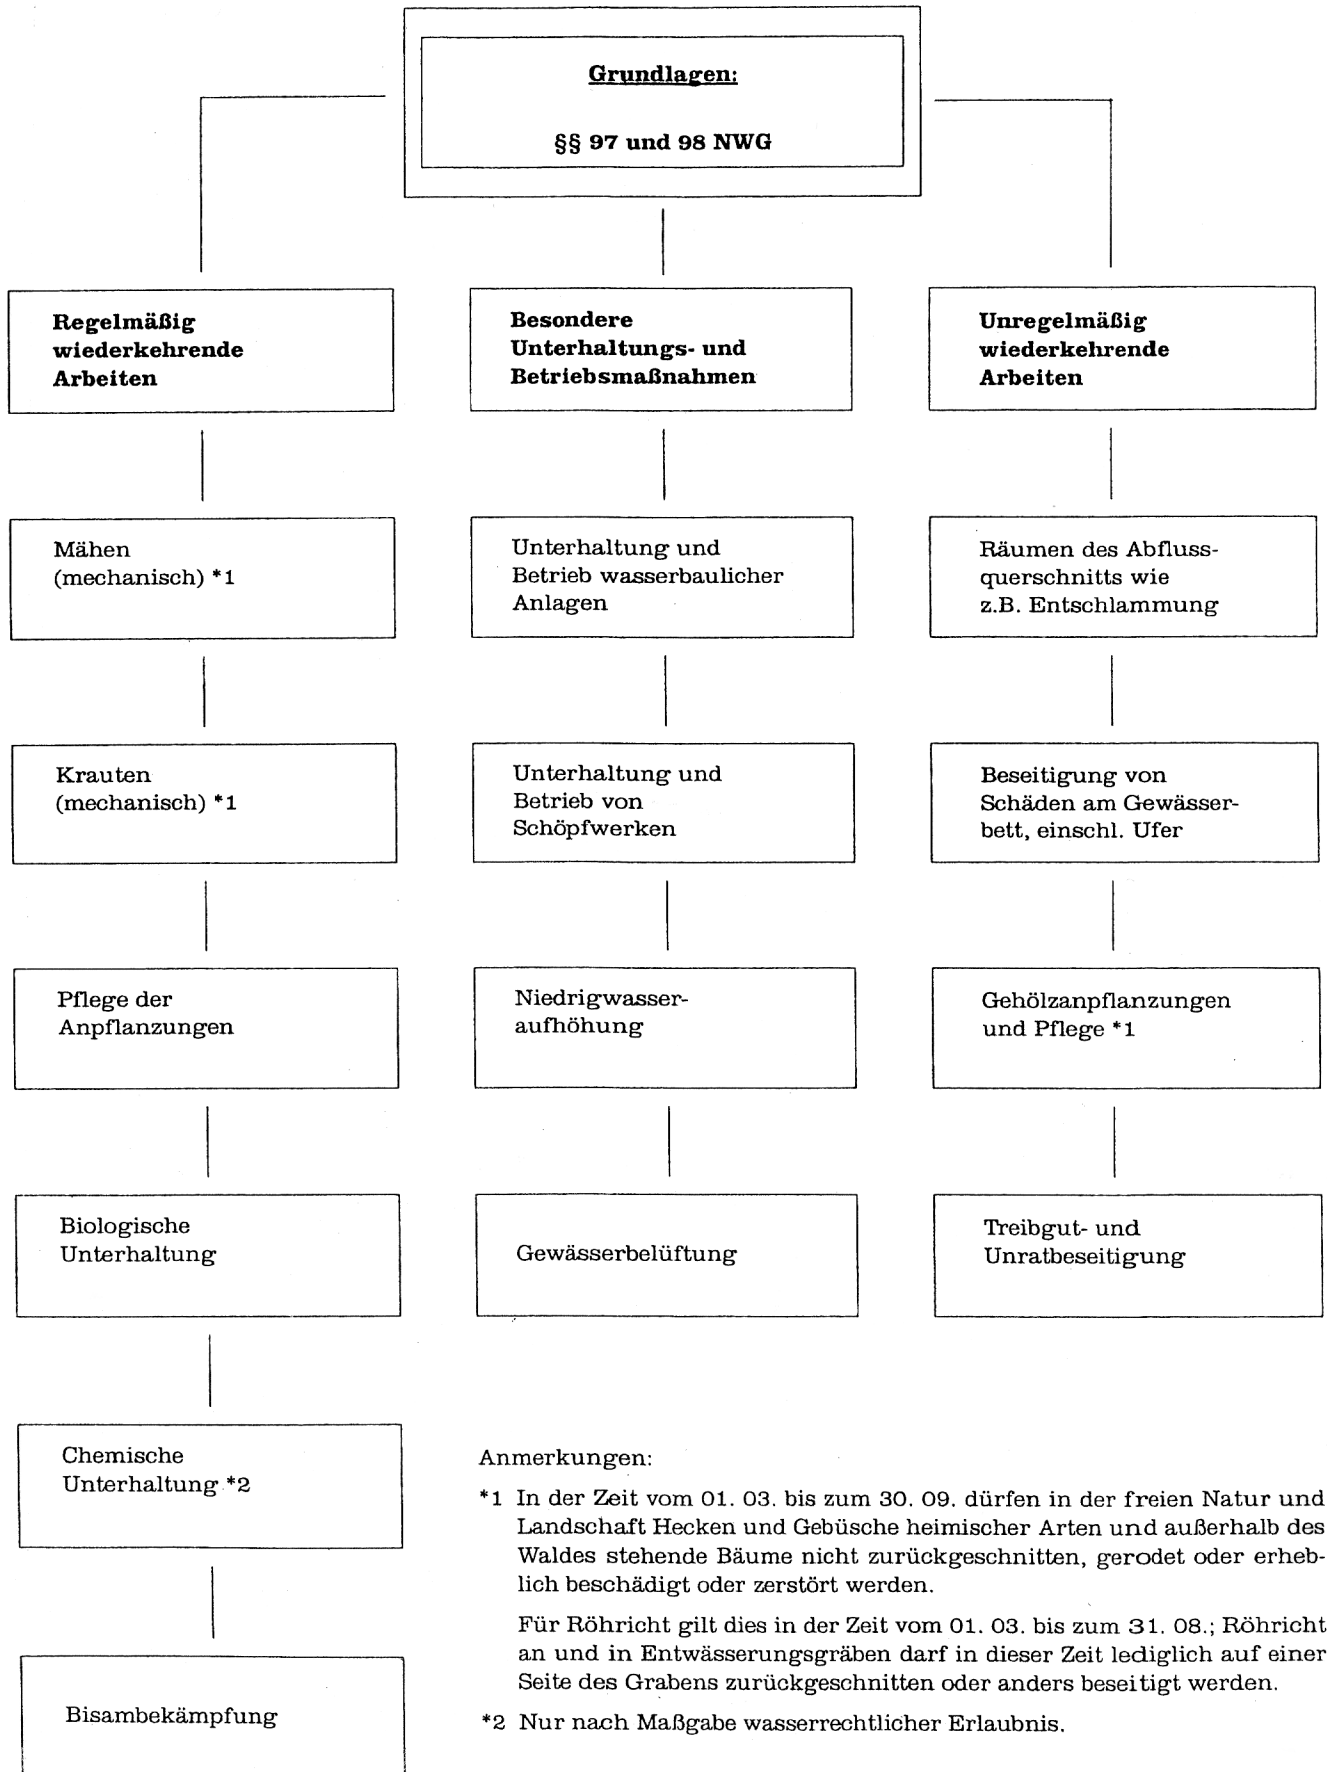 Grundlagen:
§§ 97 und 98 NWG
Regelmäßig
wiederkehrende
Arbeiten
Mähen
(mechanisch) *1
Krauten
(mechanisch) *1
Pflege der
Anpflanzungen
Biologische
Unterhaltung
Chemische
Unterhaltung *2
Bisambekämpfung
Besondere
Unterhaltungs- und
Betriebsmaßnahmen
Unterhaltung und
Betrieb wasserbaulicher
Anlagen
Unterhaltung und
Betrieb von
Schöpfwerken
Niedrigwasser-
aufhöhung
Gewässerbelüftung
Unregelmäßig
wiederkehrende
Arbeiten
Räumen des Abfluss-
querschnitts wie
z.B. Entschlammung
Beseitigung von
Schäden am Gewässer-
bett, einschl. Ufer
Gehölzanpflanzungen
und Pflege *1
Treibgut- und
Unratbeseitigung
Anmerkungen:
*1 In der Zeit vom 01. 03. bis zum 30. 09. dürfen in der freien Natur und
Landschaft Hecken und Gebüsche heimischer Arten und außerhalb des
Waldes stehende Bäume nicht zurückgeschnitten, gerodet oder erheb-
lich beschädigt oder zerstört werden.
Für Röhricht gilt dies in der Zeit vom 01. 03. bis zum 31. 08.; Röhricht
an und in Entwässerungsgräben darf in dieser Zeit lediglich auf einer
Seite des Grabens zurückgeschnitten oder anders beseitigt werden.
*2 Nur nach Maßgabe wasserrechtlicher Erlaubnis.